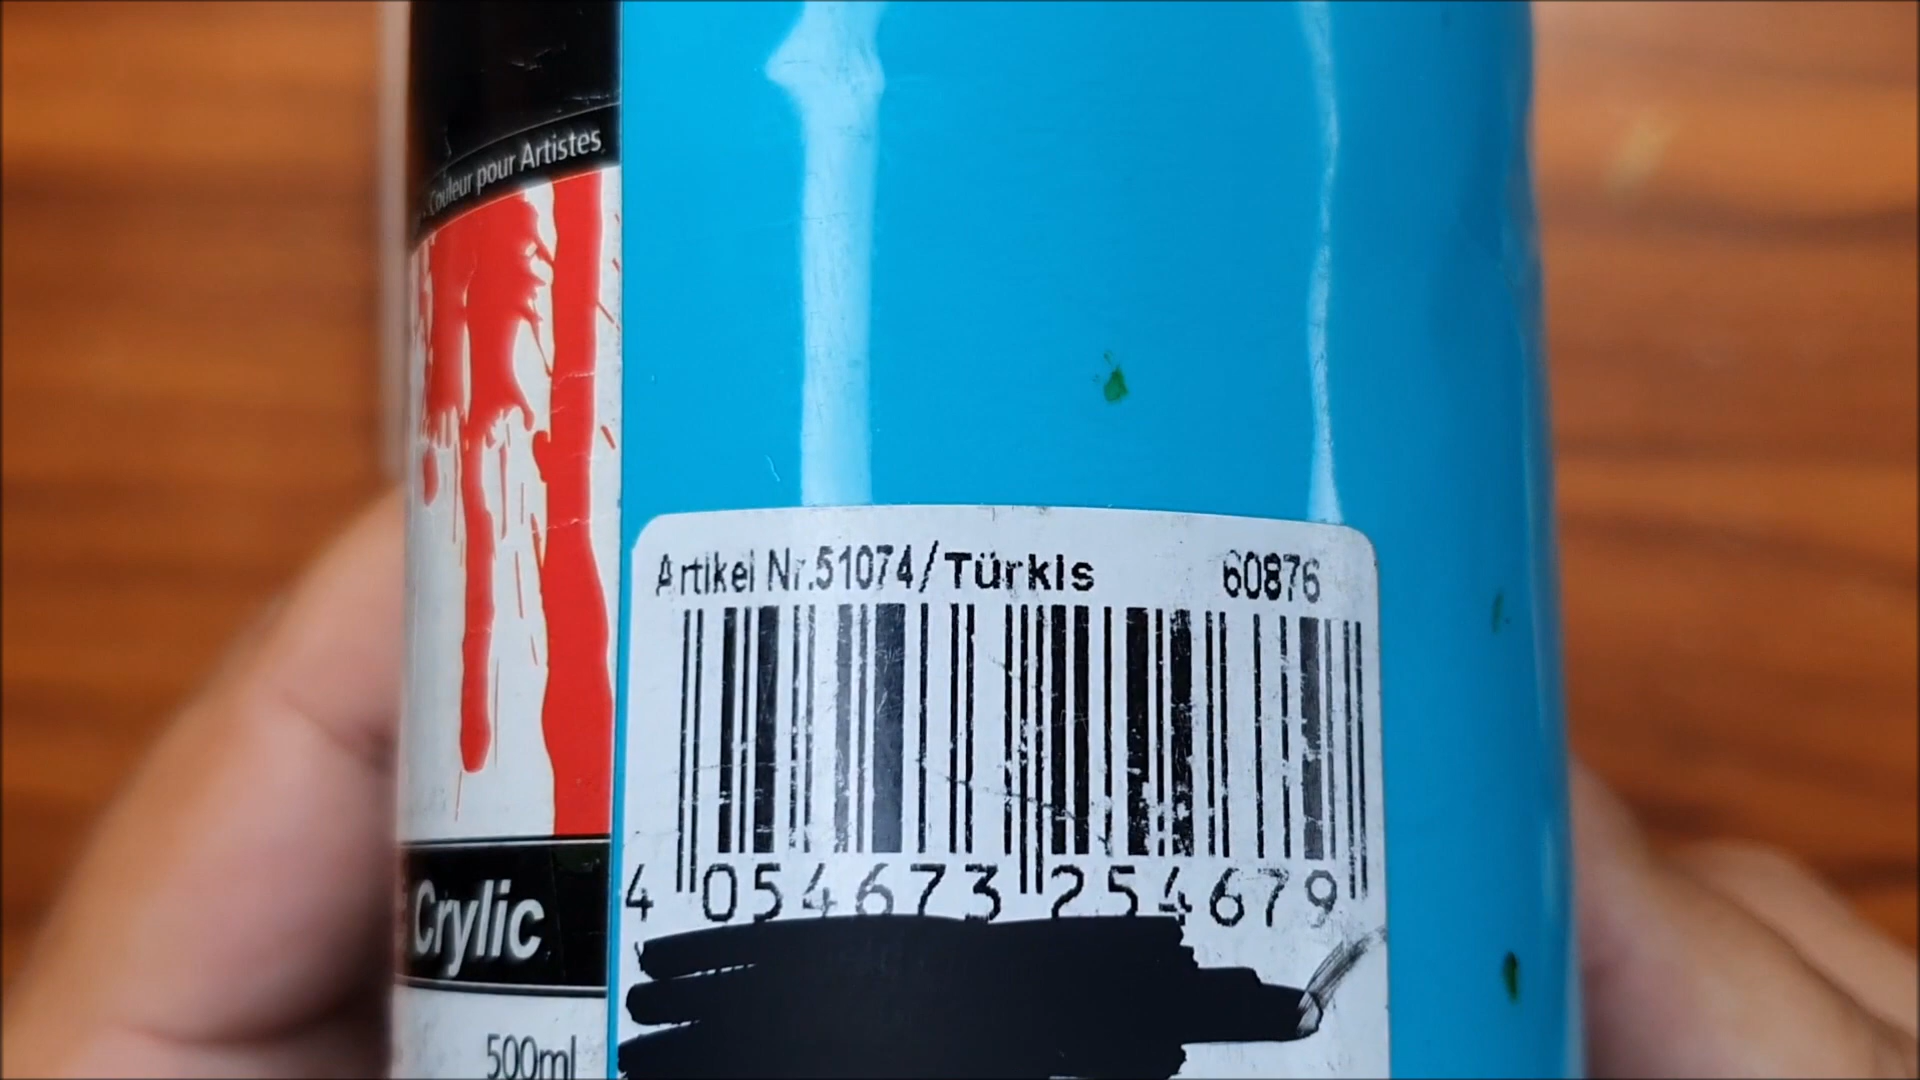 Couleur pour Artistes
Crylic
500ml
Artikel Nr.51074/Türkis 60876
4 054673 254679